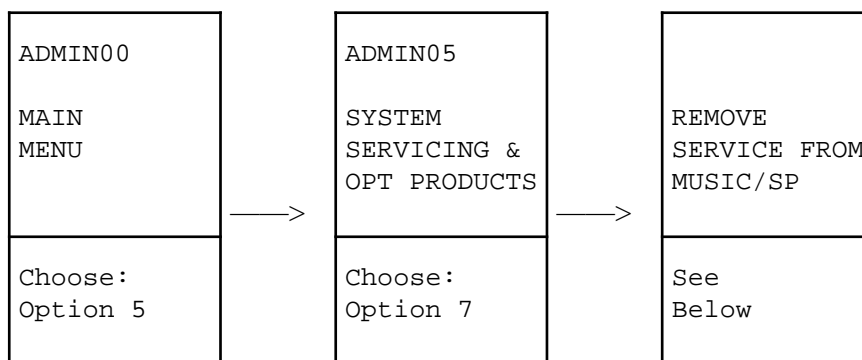 ADMIN00
MAIN
MENU
Choose:
Option 5
ADMIN05
SYSTEM
SERVICING &
OPT PRODUCTS
Choose:
Option 7
REMOVE
SERVICE FROM
MUSIC/SP
See
Below